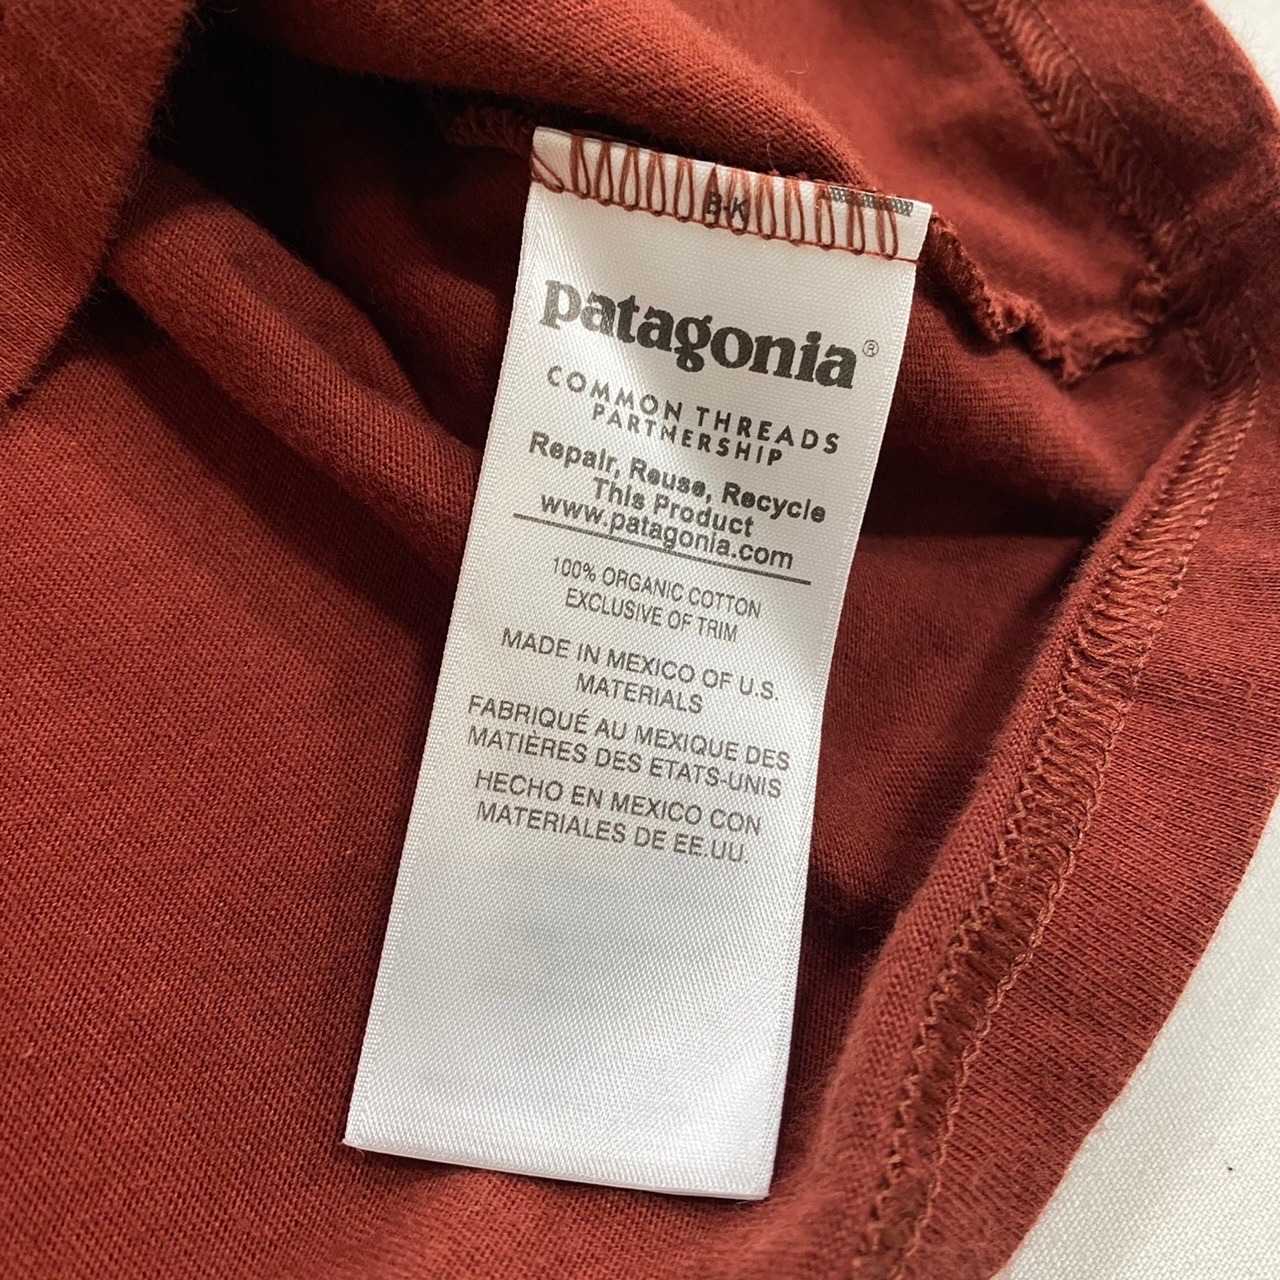 B-K
patagonia®
COMMON THREADS
PARTNERSHIP
Repair, Reuse, Recycle
This Product
www.patagonia.com
100% ORGANIC COTTON
EXCLUSIVE OF TRIM
MADE IN MEXICO OF U.S.
MATERIALS
FABRIQUÉ AU MEXIQUE DES
MATIÈRES DES ETATS-UNIS
HECHO EN MEXICO CON
MATERIALES DE EE.UU.